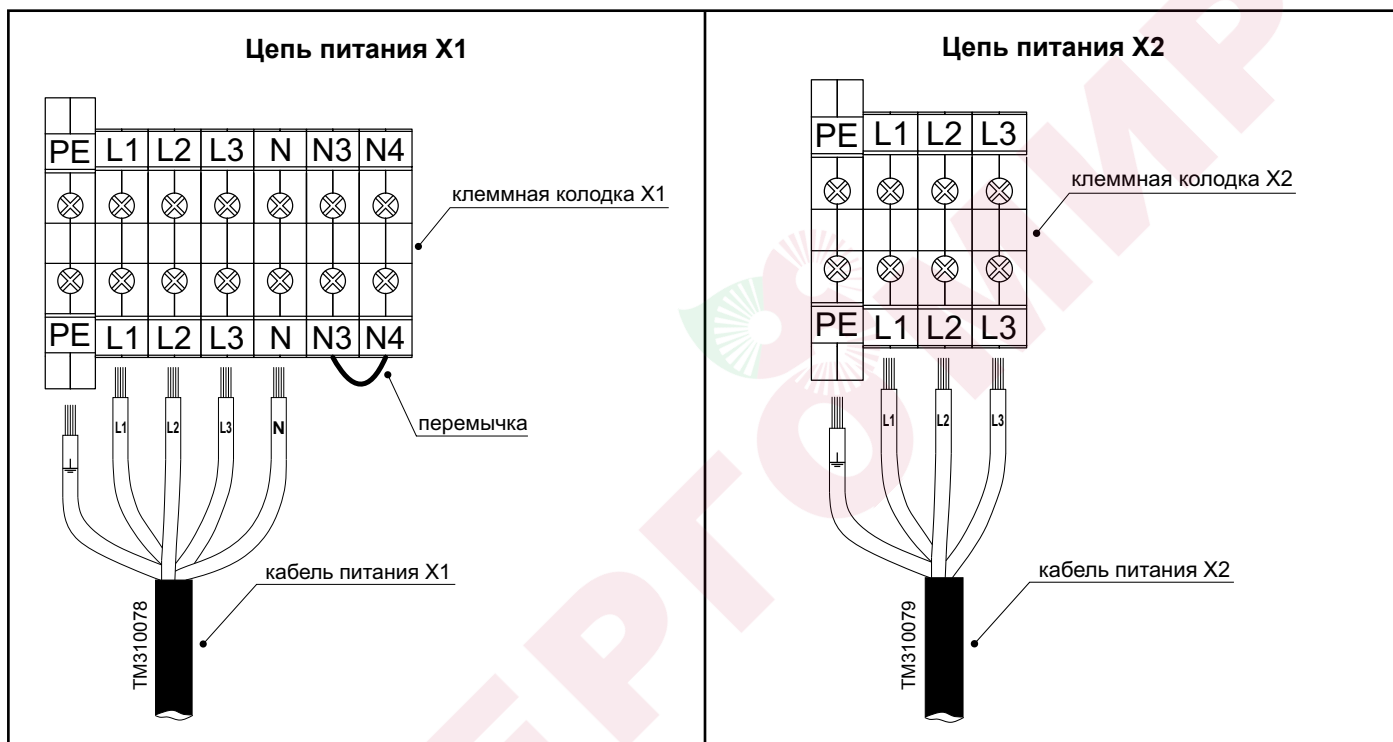 Цепь питания X1
PE L1 L2 L3 N N3 N4
клеммная колодка X1
PE L1 L2 L3 N N3 N4
L1 L2 L3 N
перемычка
кабель питания X1
TM310078
Цепь питания X2
PE L1 L2 L3
клеммная колодка X2
PE L1 L2 L3
L1 L2 L3
кабель питания X2
TM310079
ЕРГОМИР